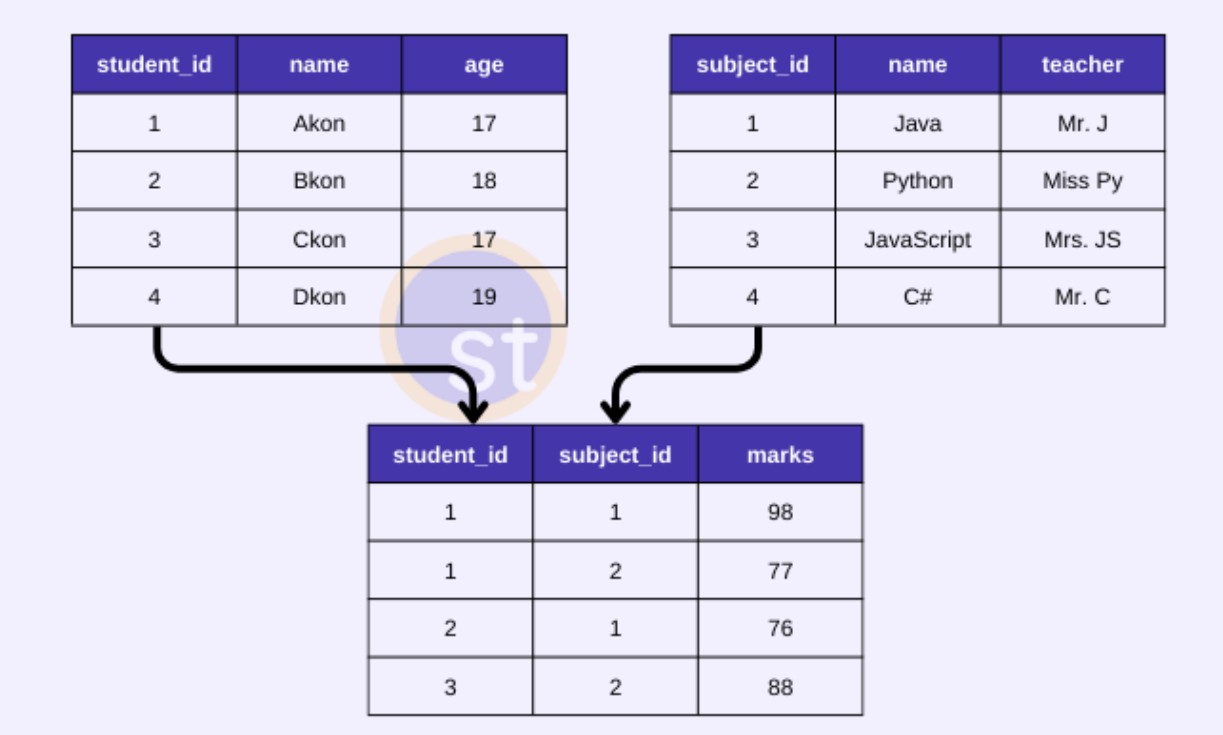 student_id name age
1 Akon 17
2 Bkon 18
3 Ckon 17
4 Dkon 19
subject_id name teacher
1 Java Mr. J
2 Python Miss Py
3 JavaScript Mrs. JS
4 C# Mr. C
st
student_id subject_id marks
1 1 98
1 2 77
2 1 76
3 2 88